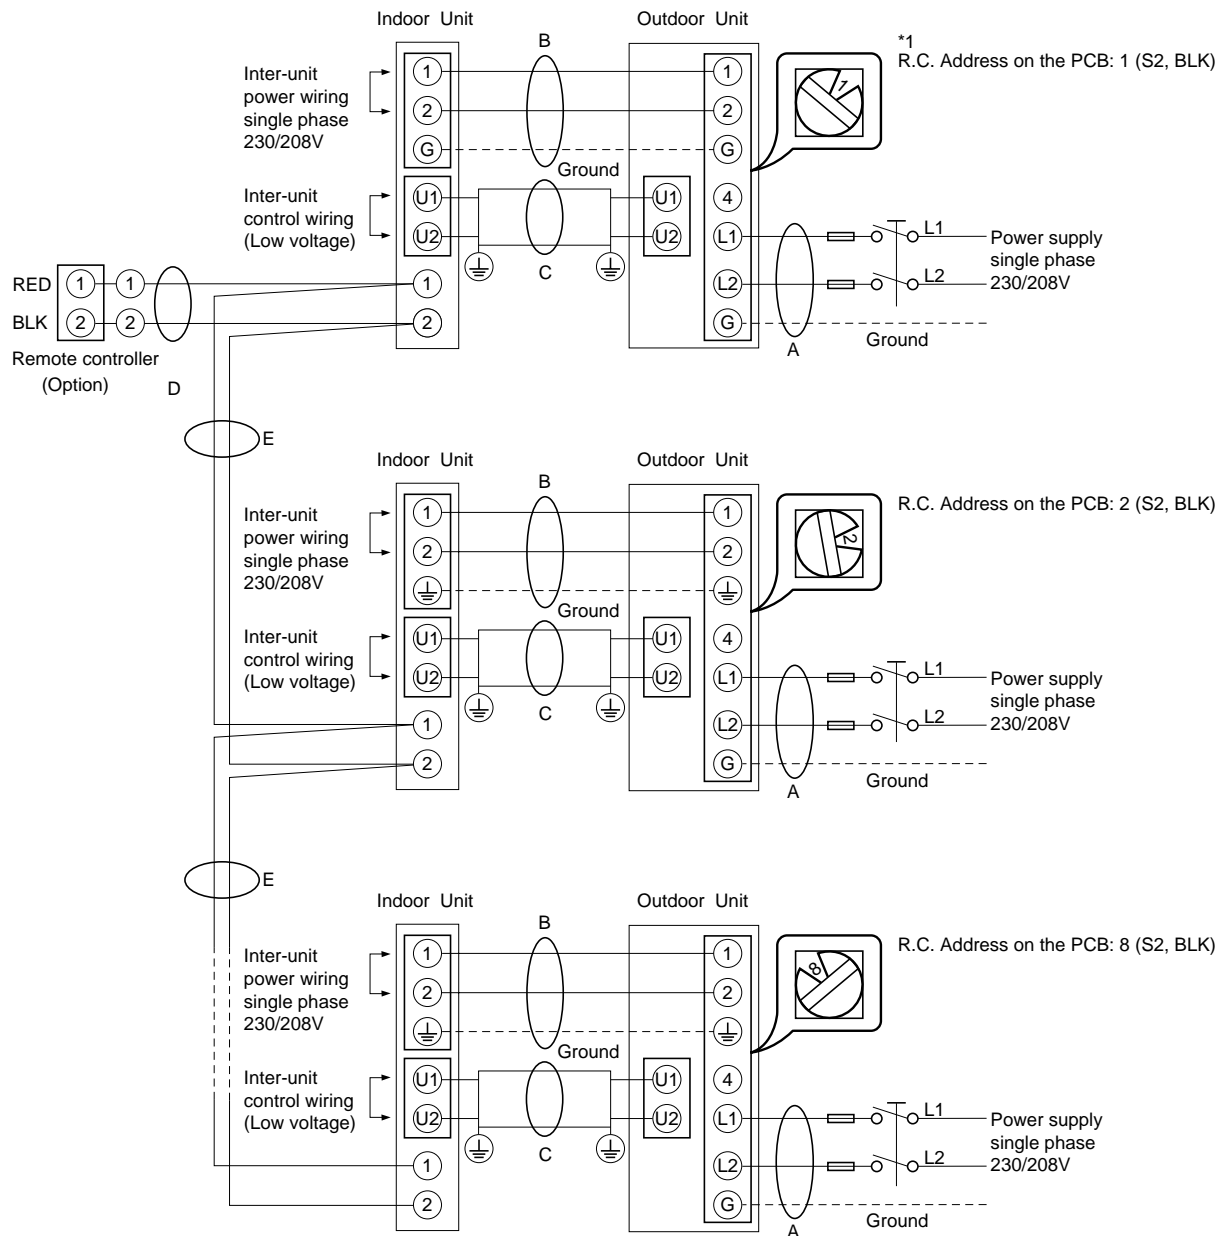 Indoor Unit
Outdoor Unit
*1
R.C. Address on the PCB: 1 (S2, BLK)
B
1
Inter-unit
power wiring
single phase
230/208V
1
2
G
1
2
G
Ground
Inter-unit
control wiring
(Low voltage)
U1
U2
U1
U2
C
4
L1
L2
G
L1
L2
Power supply
single phase
230/208V
A
Ground
RED 1 1
BLK 2 2
1
2
Remote controller
(Option)
D
E
Indoor Unit
Outdoor Unit
R.C. Address on the PCB: 2 (S2, BLK)
B
2
Inter-unit
power wiring
single phase
230/208V
1
2
1
2
Ground
Inter-unit
control wiring
(Low voltage)
U1
U2
U1
U2
C
4
L1
L2
G
L1
L2
Power supply
single phase
230/208V
A
Ground
1
2
E
Indoor Unit
Outdoor Unit
R.C. Address on the PCB: 8 (S2, BLK)
B
8
Inter-unit
power wiring
single phase
230/208V
1
2
1
2
Ground
Inter-unit
control wiring
(Low voltage)
U1
U2
U1
U2
C
4
L1
L2
G
L1
L2
Power supply
single phase
230/208V
A
Ground
1
2